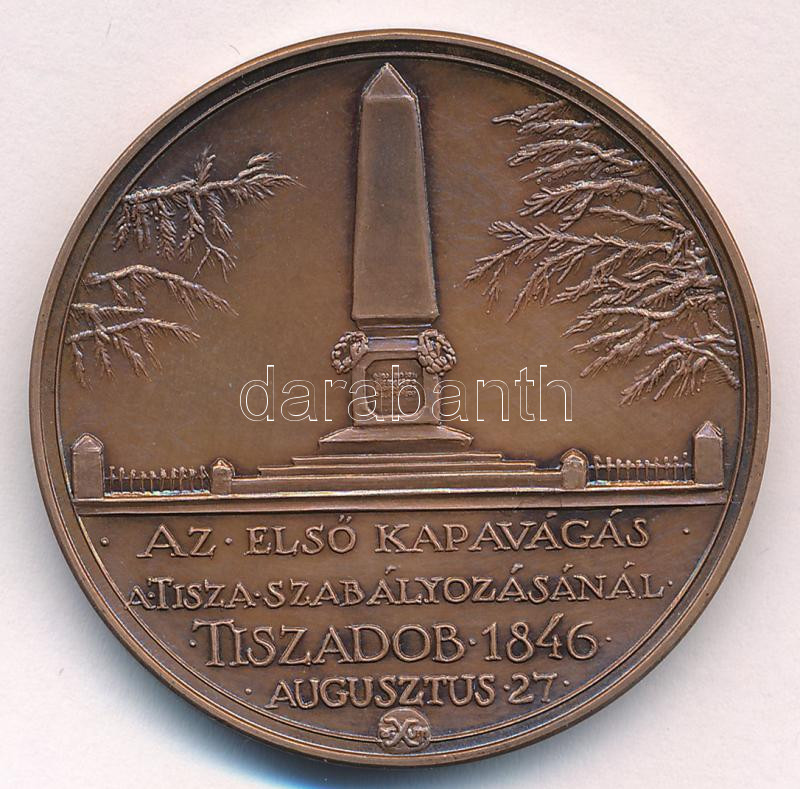 darabanth
· AZ · ELSŐ KAPAVÁGÁS ·
A · TISZA · SZABÁLYOZÁSÁNÁL ·
· TISZADOB · 1846 ·
· AUGUSZTUS · 27 ·